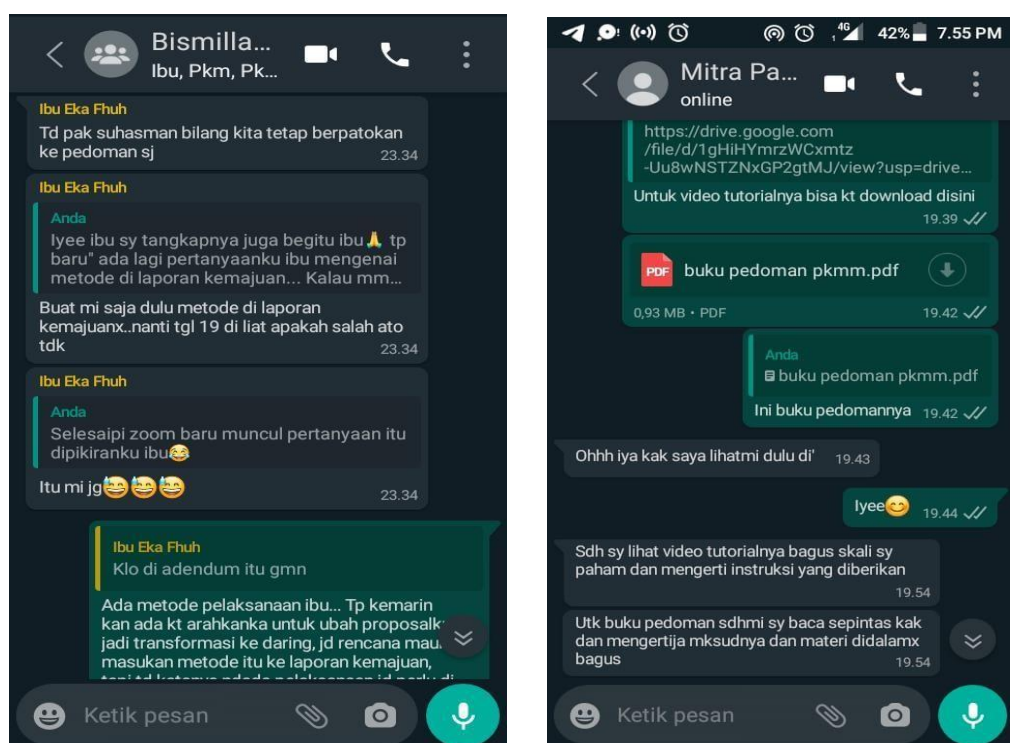 Bismilla...
Ibu, Pkm, Pk...
Ibu Eka Fhuh
Td pak suhasman bilang kita tetap berpatokan
ke pedoman sj
23.34
Ibu Eka Fhuh
Anda
Iyee ibu sy tangkapnya juga begitu ibu🙏 tp
baru" ada lagi pertanyaanku ibu mengenai
metode di laporan kemajuan... Kalau mm...
Buat mi saja dulu metode di laporan
kemajuanx..nanti tgl 19 di liat apakah salah ato
tdk
23.34
Ibu Eka Fhuh
Anda
Selesaipi zoom baru muncul pertanyaan itu
dipikiranku ibu😂
Itu mi jg😅😅😅
23.34
Ibu Eka Fhuh
Klo di adendum itu gmn
Ada metode pelaksanaan ibu... Tp kemarin
kan ada kt arahkanka untuk ubah proposalk
jadi transformasi ke daring, jd rencana mau
masukan metode itu ke laporan kemajuan,
Ketik pesan
4G 42% 7.55 PM
Mitra Pa...
online
https://drive.google.com
/file/d/1gHiHYmrzWCxmtz
-Uu8wNSTZNxGP2gtMJ/view?usp=drive...
Untuk video tutorialnya bisa kt download disini
19.39
PDF buku pedoman pkmm.pdf
0,93 MB • PDF 19.42
Anda
buku pedoman pkmm.pdf
Ini buku pedomannya 19.42
Ohhh iya kak saya lihatmi dulu di' 19.43
Iyee😊 19.44
Sdh sy lihat video tutorialnya bagus skali sy
paham dan mengerti instruksi yang diberikan
19.54
Utk buku pedoman sdhmi sy baca sepintas kak
dan mengertija mksudnya dan materi didalamx
bagus
19.54
Ketik pesan